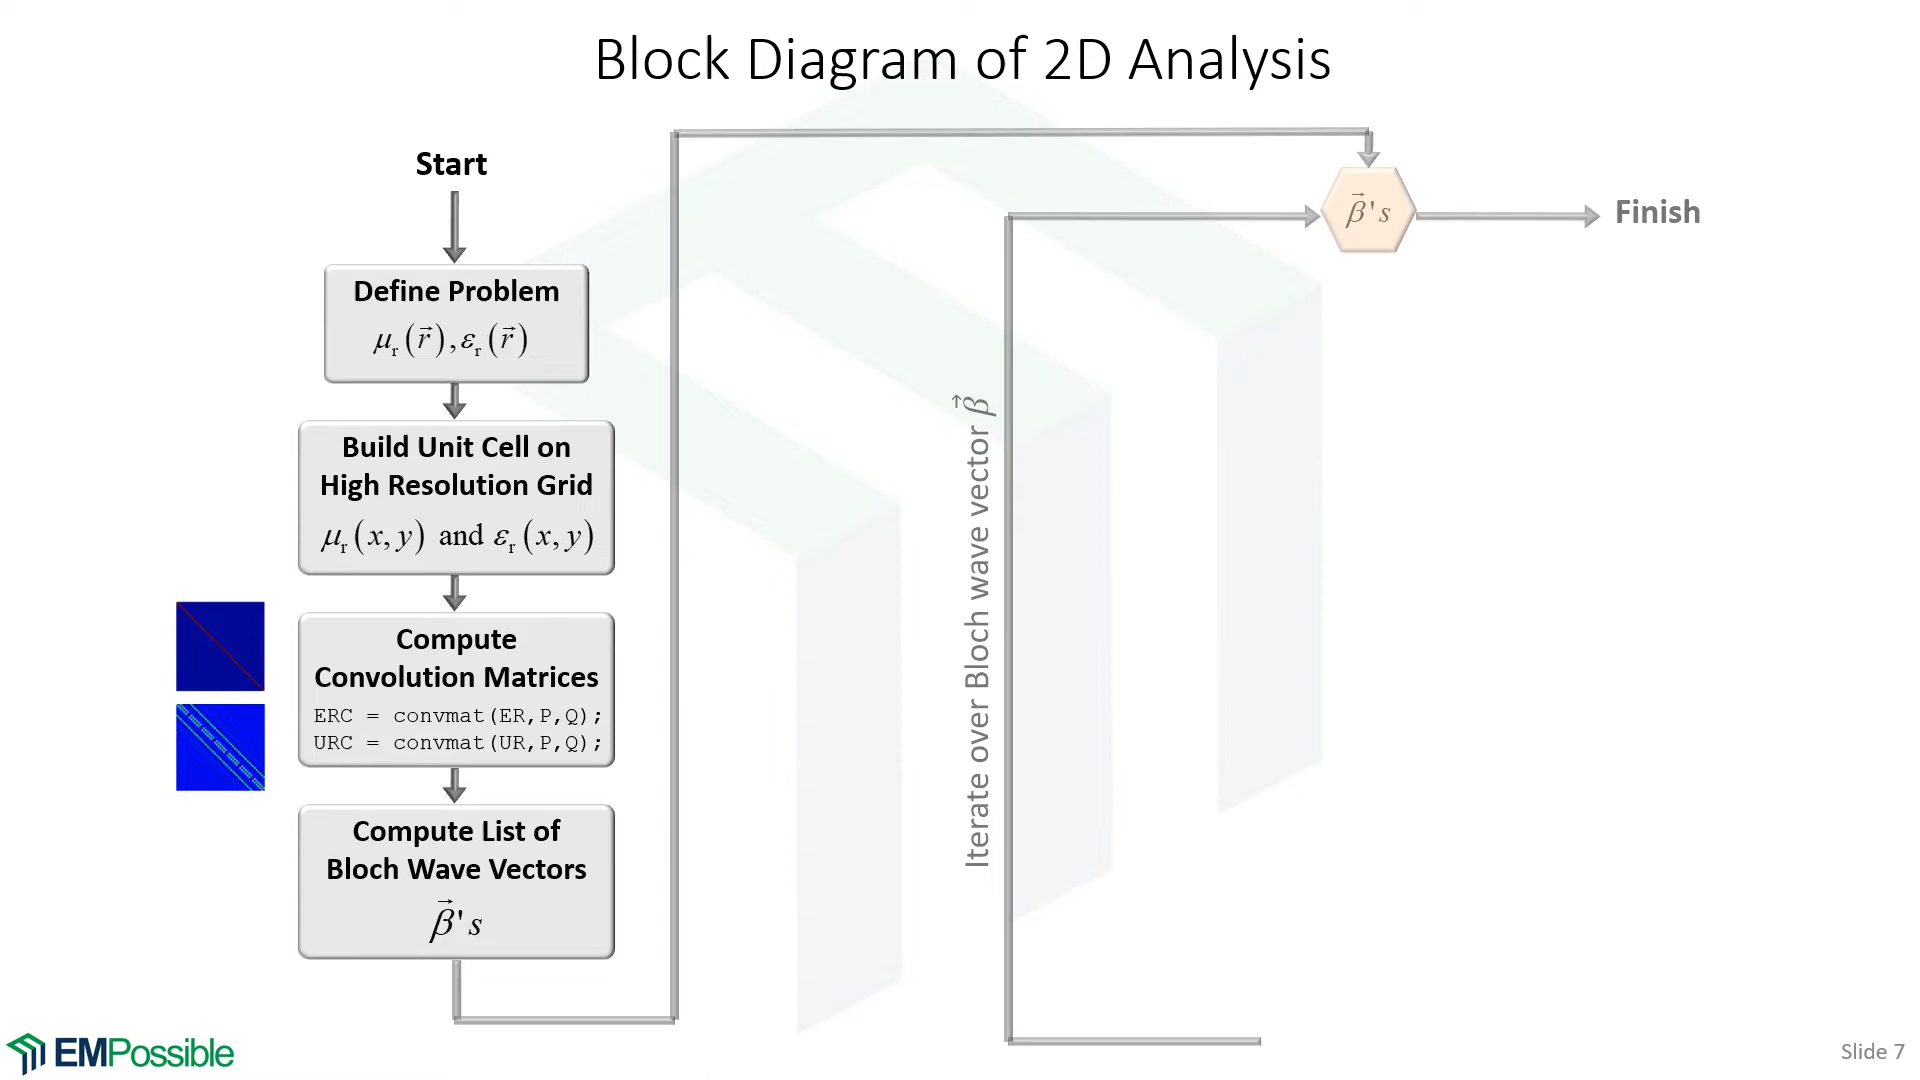 Block Diagram of 2D Analysis
Start
Define Problem
μr(r⃗),εr(r⃗)
Build Unit Cell on
High Resolution Grid
μr(x,y) and εr(x,y)
Compute
Convolution Matrices
ERC = convmat(ER,P,Q);
URC = convmat(UR,P,Q);
Compute List of
Bloch Wave Vectors
β⃗'s
Iterate over Bloch wave vector β⃗
β⃗'s
Finish
EMPossible
Slide 7